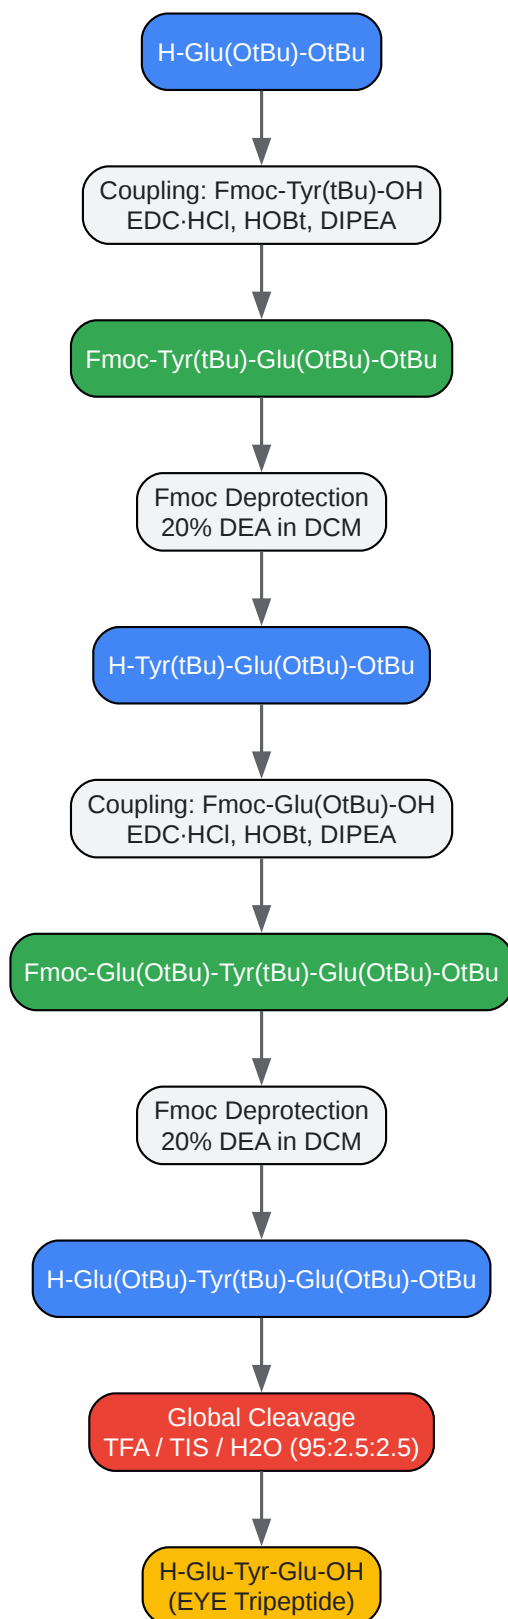 H-Glu(OtBu)-OtBu
Coupling: Fmoc-Tyr(tBu)-OH
EDC·HCl, HOBt, DIPEA
Fmoc-Tyr(tBu)-Glu(OtBu)-OtBu
Fmoc Deprotection
20% DEA in DCM
H-Tyr(tBu)-Glu(OtBu)-OtBu
Coupling: Fmoc-Glu(OtBu)-OH
EDC·HCl, HOBt, DIPEA
Fmoc-Glu(OtBu)-Tyr(tBu)-Glu(OtBu)-OtBu
Fmoc Deprotection
20% DEA in DCM
H-Glu(OtBu)-Tyr(tBu)-Glu(OtBu)-OtBu
Global Cleavage
TFA / TIS / H2O (95:2.5:2.5)
H-Glu-Tyr-Glu-OH
(EYE Tripeptide)